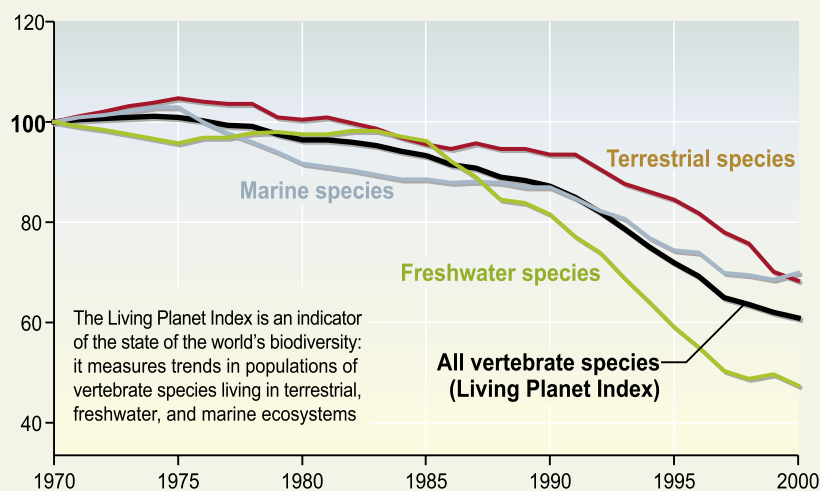 120
100
80
60
40
Terrestrial species
Marine species
Freshwater species
The Living Planet Index is an indicator
of the state of the world's biodiversity:
it measures trends in populations of
vertebrate species living in terrestrial,
freshwater, and marine ecosystems
All vertebrate species
(Living Planet Index)
1970 1975 1980 1985 1990 1995 2000